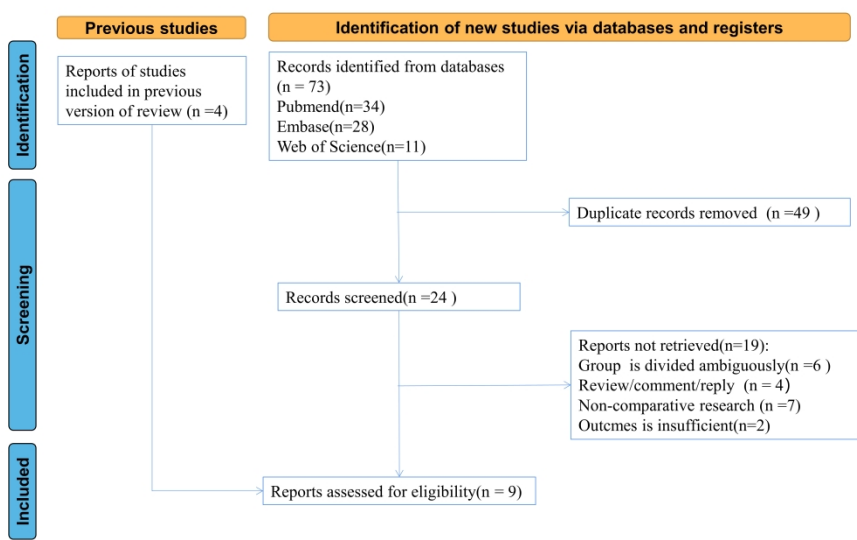 Previous studies
Identification of new studies via databases and registers
Identification
Reports of studies
included in previous
version of review (n =4)
Records identified from databases
(n = 73)
Pubmend(n=34)
Embase(n=28)
Web of Science(n=11)
Screening
Duplicate records removed (n =49 )
Records screened(n =24 )
Reports not retrieved(n=19):
Group is divided ambiguously(n =6 )
Review/comment/reply (n = 4)
Non-comparative research (n =7)
Outcmes is insufficient(n=2)
Included
Reports assessed for eligibility(n = 9)